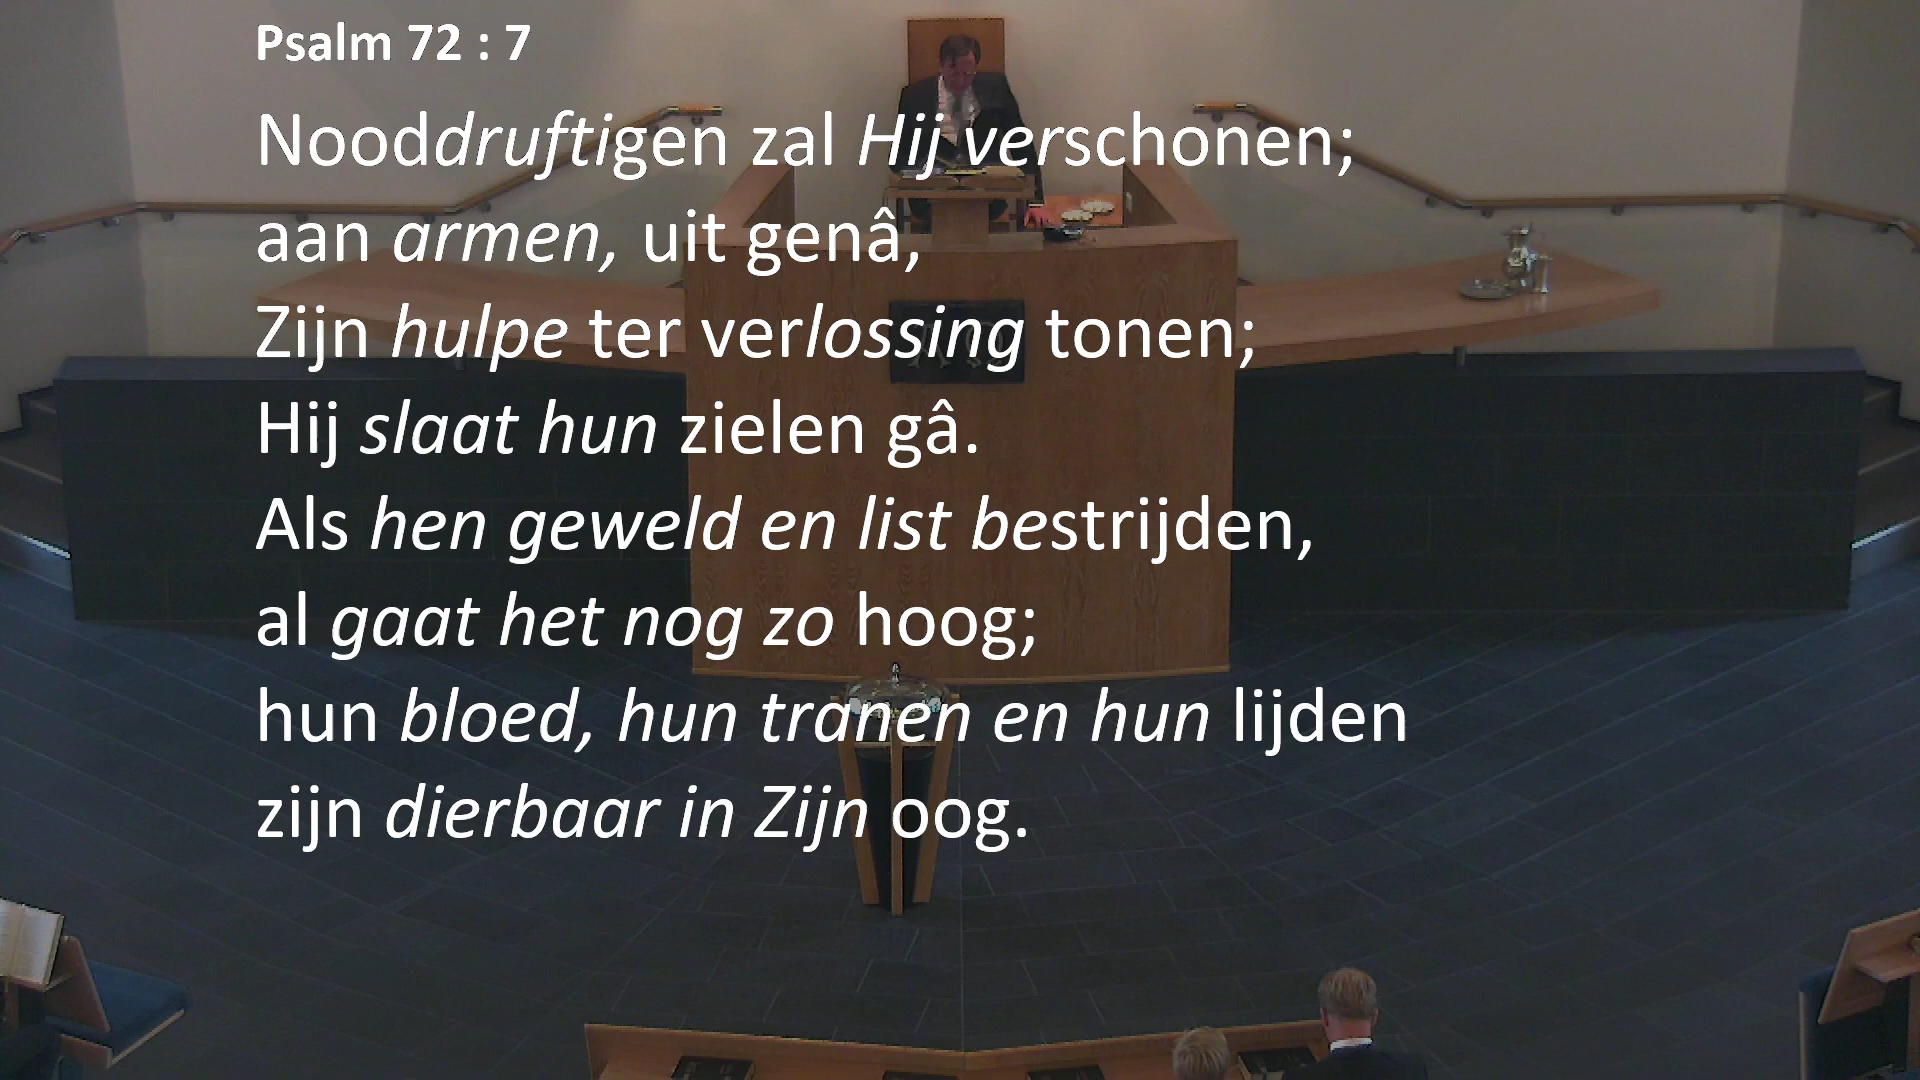 Psalm 72 : 7
Nooddruftigen zal Hij verschonen;
aan armen, uit genâ,
Zijn hulpe ter verlossing tonen;
Hij slaat hun zielen gâ.
Als hen geweld en list bestrijden,
al gaat het nog zo hoog;
hun bloed, hun tranen en hun lijden
zijn dierbaar in Zijn oog.